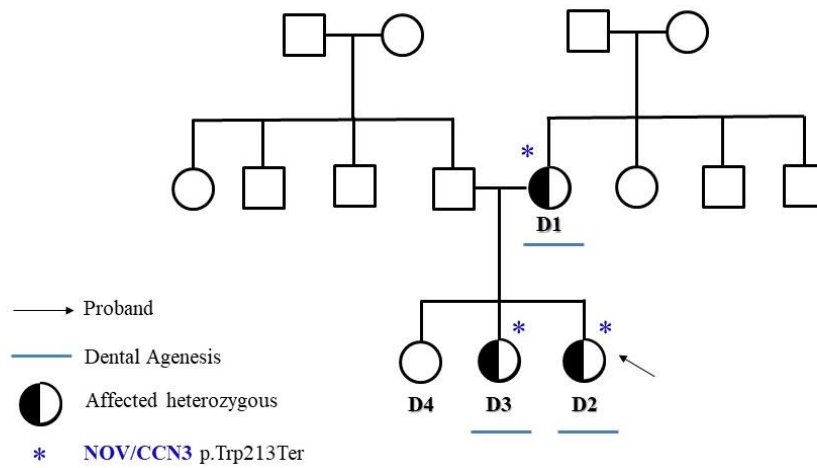 *
D1
* *
D4 D3 D2
Proband
Dental Agenesis
Affected heterozygous
* NOV/CCN3 p.Trp213Ter